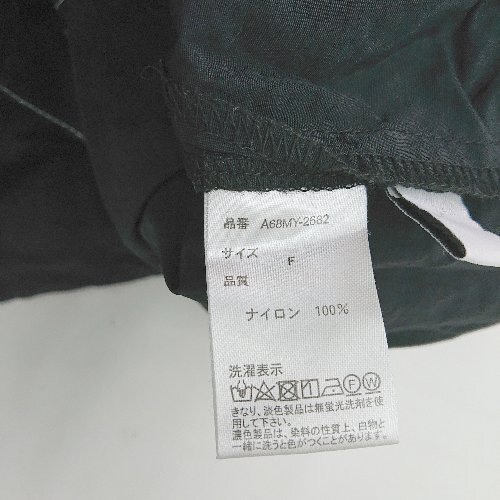 品番 A68MY-2682
サイズ F
品質
ナイロン 100%
洗濯表示
きなり、淡色製品は無蛍光洗剤を使
用して下さい。
濃色製品は、染料の性質上、白物と
一緒に洗うと色がつくことがあります。